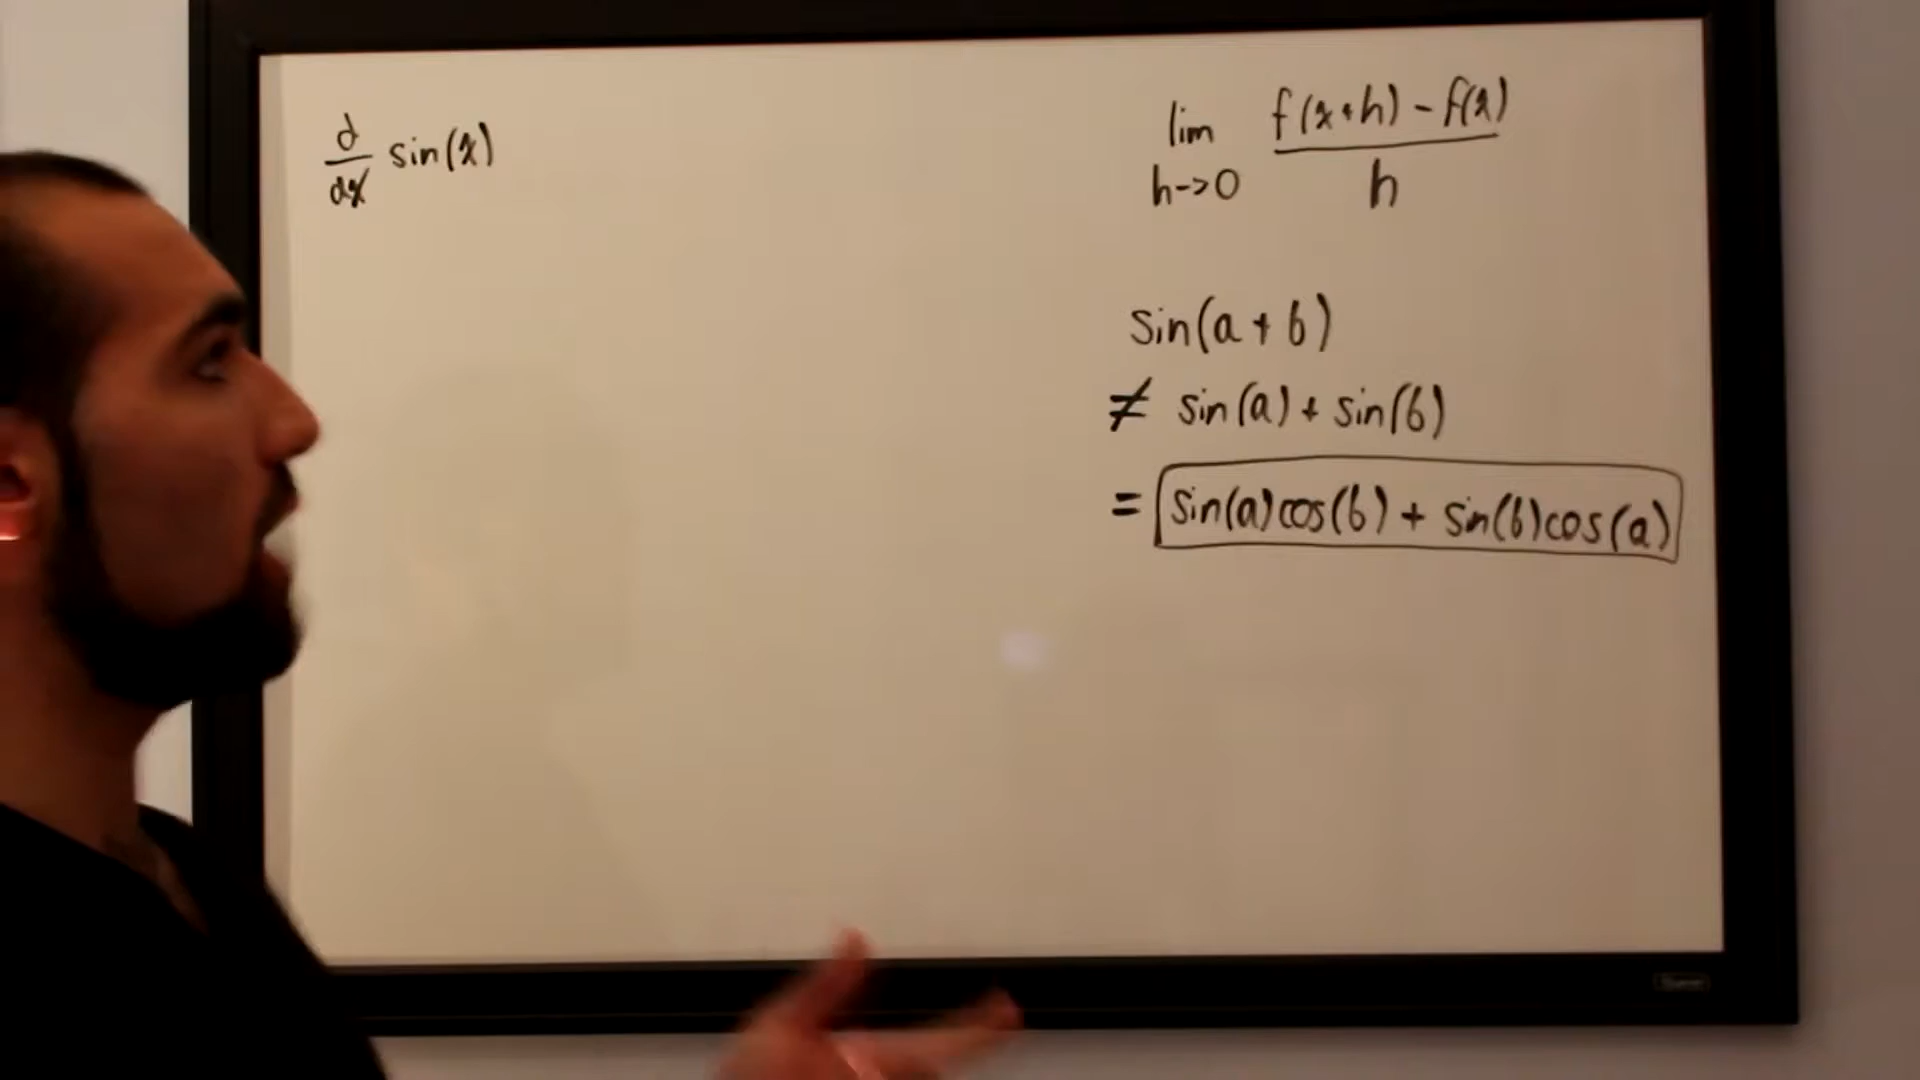 d
dx sin(x)
lim f(x+h) - f(x)
h->0 h
sin(a + b)
≠ sin(a) + sin(b)
= sin(a)cos(b) + sin(b)cos(a)